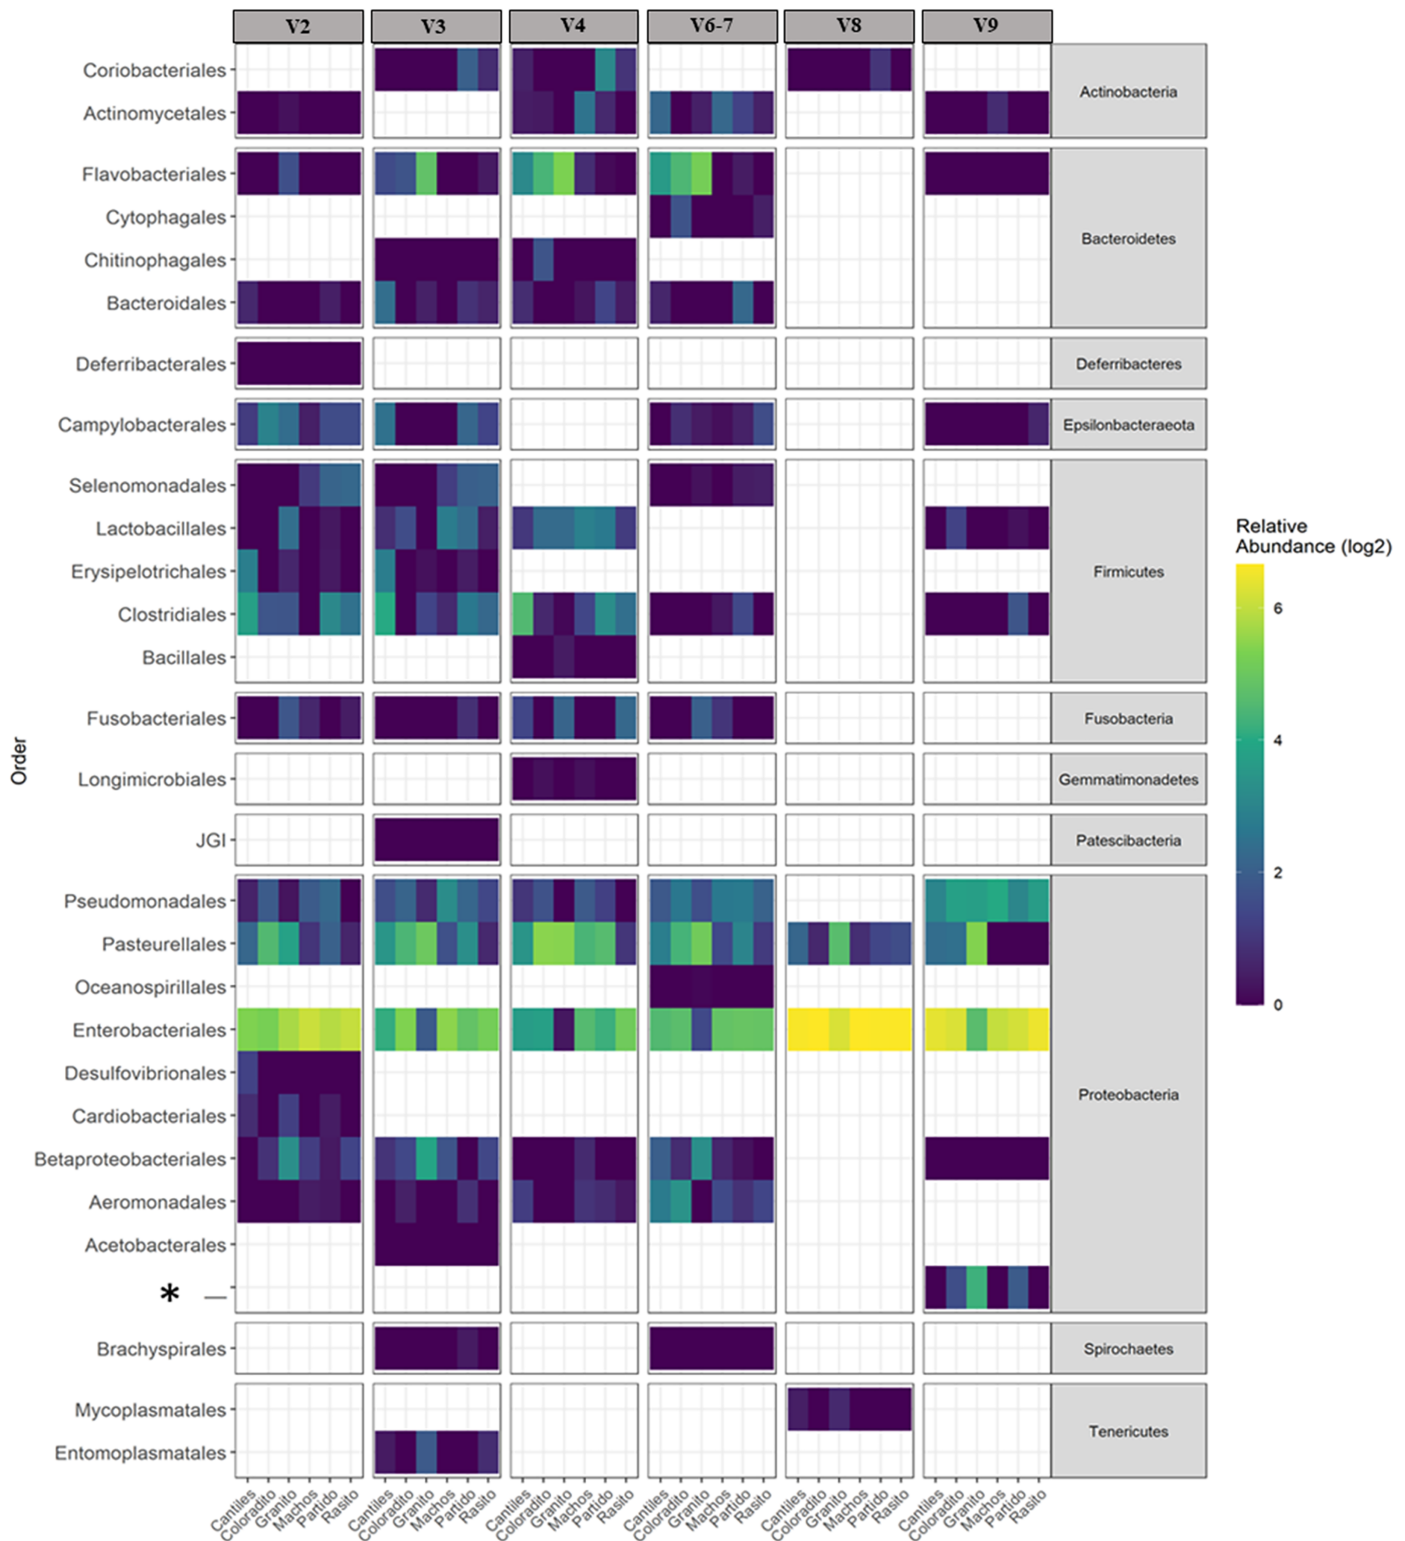 V2 V3 V4 V6-7 V8 V9
Coriobacteriales
Actinomycetales
Actinobacteria
Flavobacteriales
Cytophagales
Chitinophagales
Bacteroidales
Bacteroidetes
Deferribacterales
Deferribacteres
Campylobacterales
Epsilonbacteraeota
Selenomonadales
Lactobacillales
Erysipelotrichales
Clostridiales
Bacillales
Firmicutes
Fusobacteriales
Fusobacteria
Longimicrobiales
Gemmatimonadetes
JGI
Patescibacteria
Pseudomonadales
Pasteurellales
Oceanospirillales
Enterobacteriales
Desulfovibrionales
Cardiobacteriales
Betaproteobacteriales
Aeromonadales
Acetobacterales
*
Proteobacteria
Brachyspirales
Spirochaetes
Mycoplasmatales
Entomoplasmatales
Tenericutes
Order
Cantiles Coloradito Granito Machos Partido Rasito Cantiles Coloradito Granito Machos Partido Rasito Cantiles Coloradito Granito Machos Partido Rasito Cantiles Coloradito Granito Machos Partido Rasito Cantiles Coloradito Granito Machos Partido Rasito Cantiles Coloradito Granito Machos Partido Rasito
Relative
Abundance (log2)
6
4
2
0